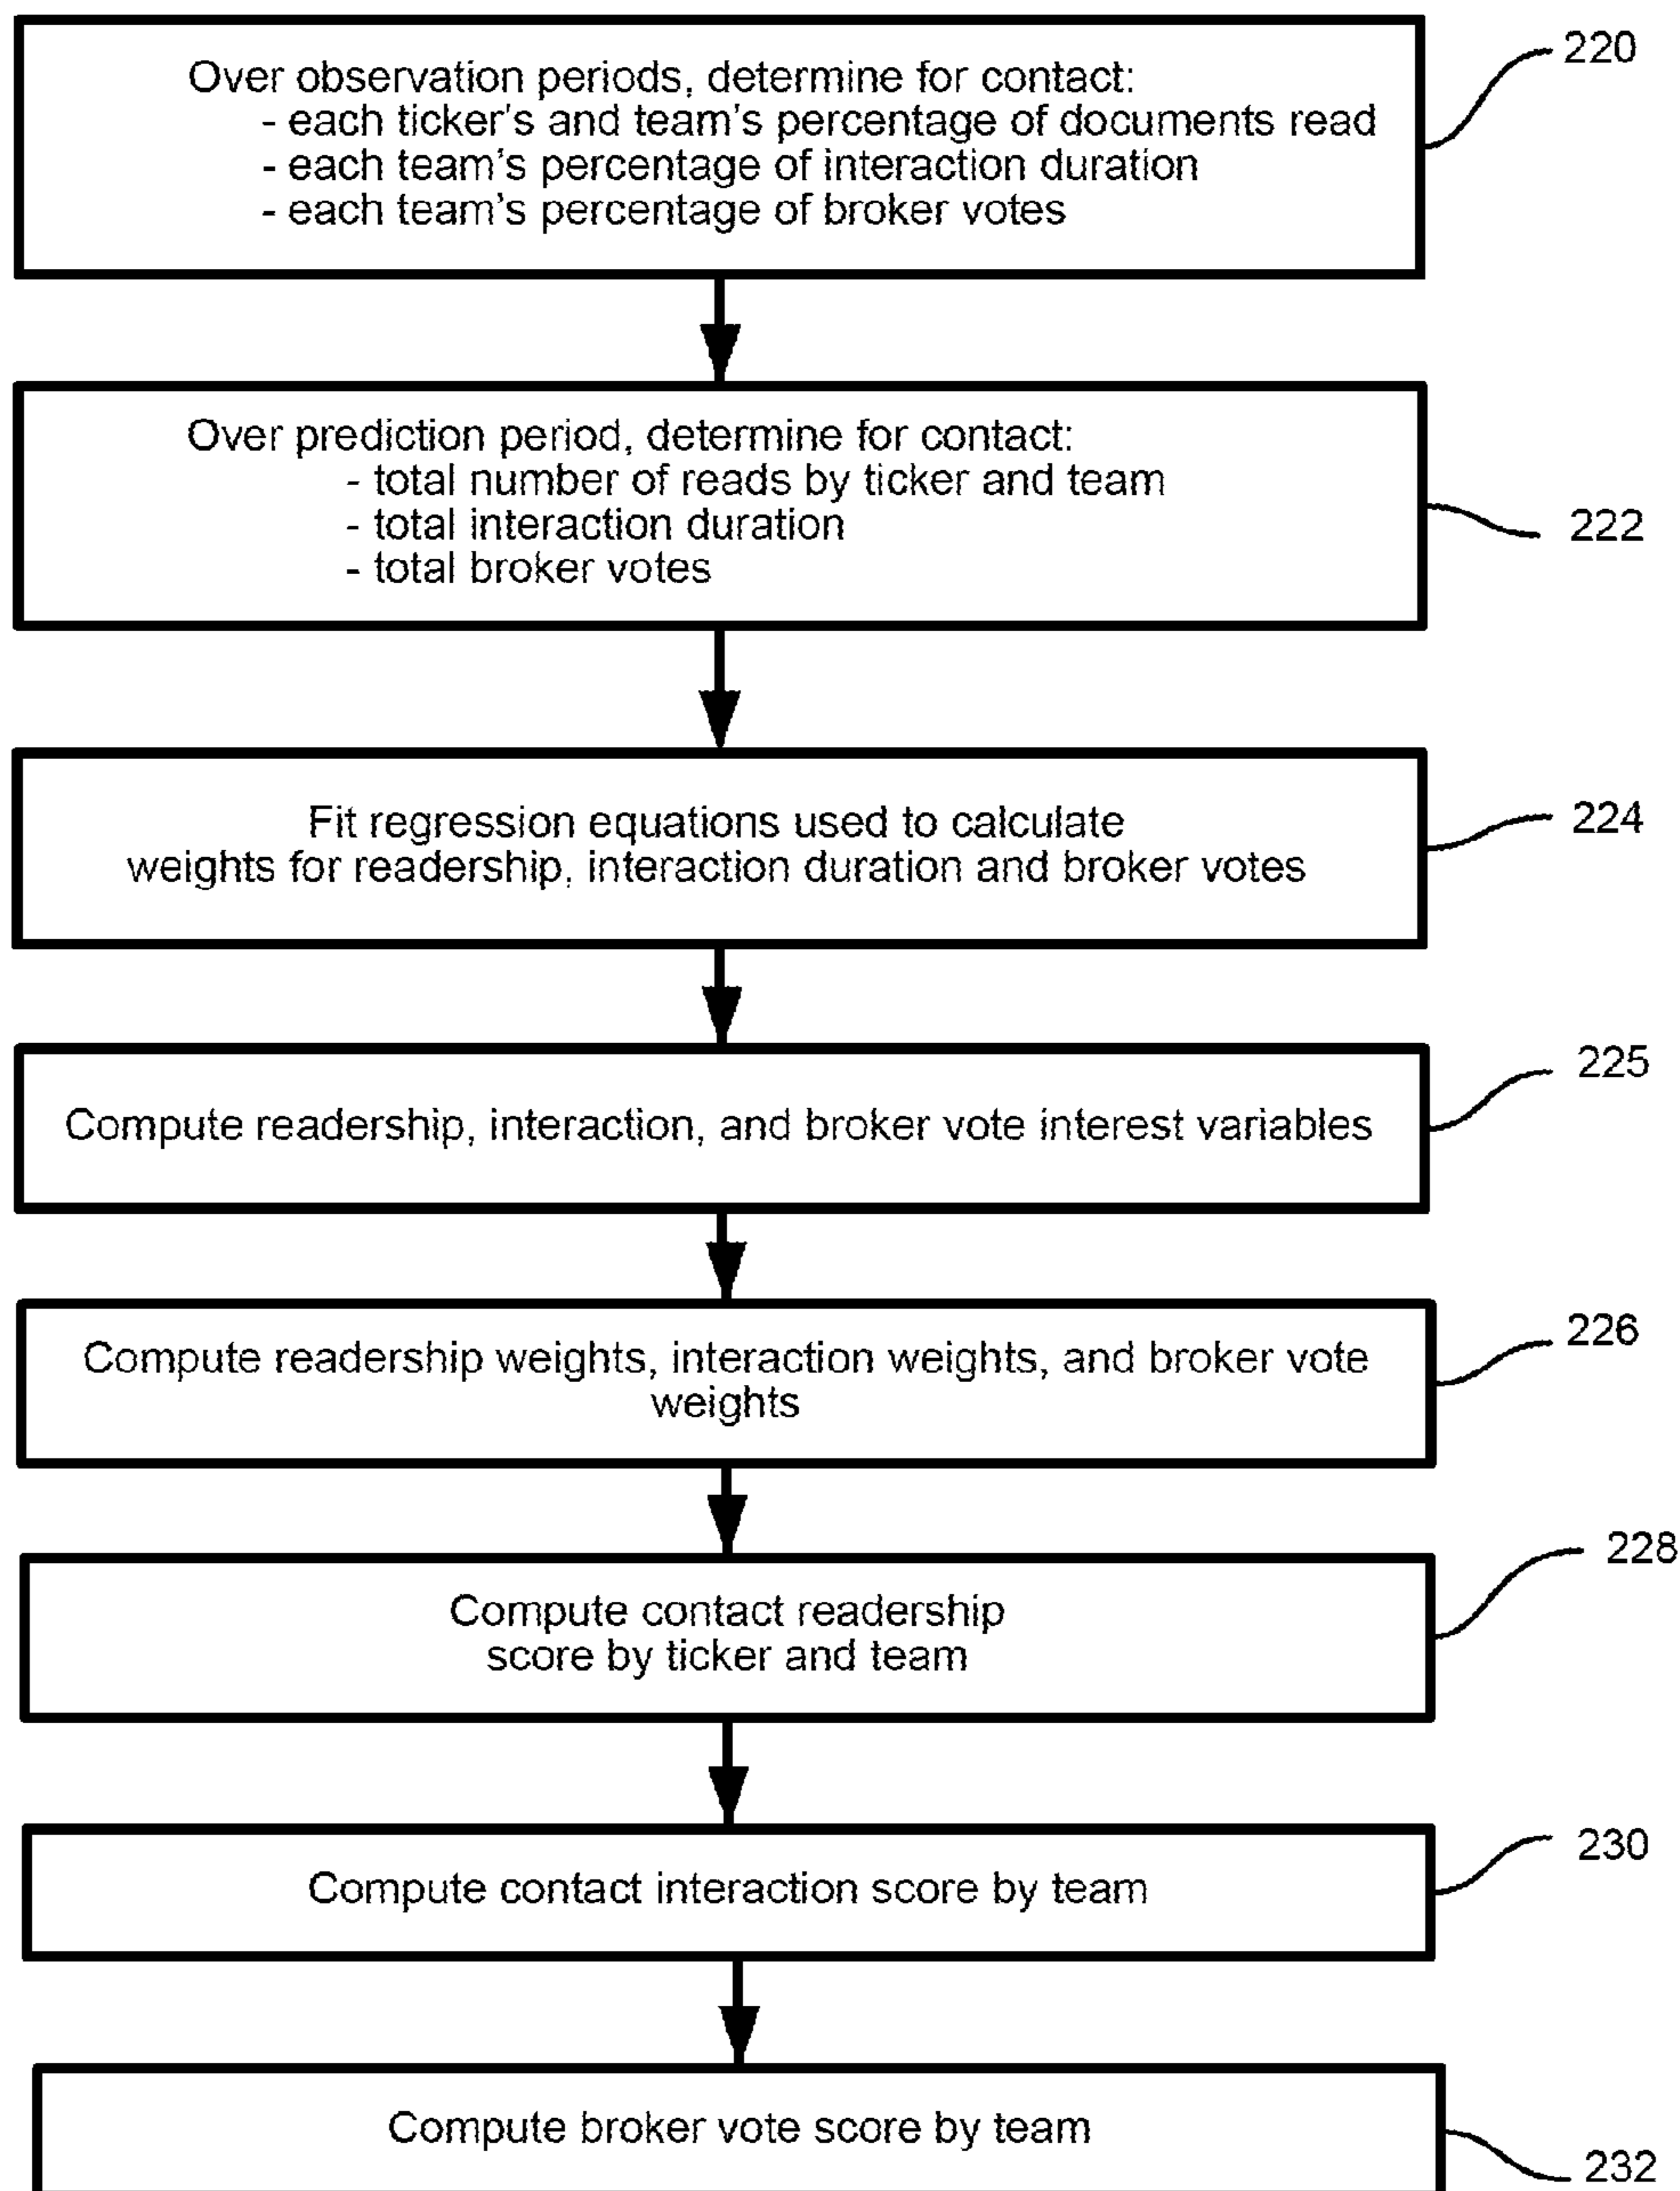 Over observation periods, determine for contact:
220
- each ticker's and team's percentage of documents read
- each team's percentage of interaction duration
- each team's percentage of broker votes
Over prediction period, determine for contact:
- total number of reads by ticker and team
- total interaction duration
222
- total broker votes
Fit regression equations used to calculate
224
weights for readership, interaction duration and broker votes
225
Compute readership, interaction, and broker vote interest variables
226
Compute readership weights, interaction weights, and broker vote
weights
228
Compute contact readership
score by ticker and team
230
Compute contact interaction score by team
Compute broker vote score by team
232